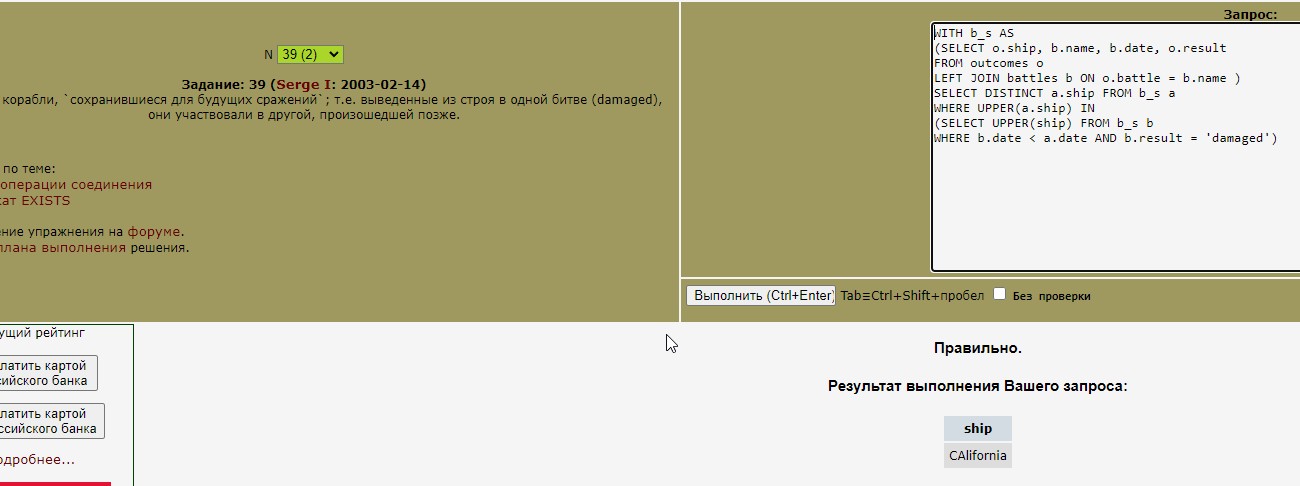 N 39 (2)
Задание: 39 (Serge I: 2003-02-14)
корабли, `сохранившиеся для будущих сражений`; т.е. выведенные из строя в одной битве (damaged),
они участвовали в другой, произошедшей позже.
по теме:
операции соединения
кат EXISTS
ение упражнения на форуме.
плана выполнения решения.
Запрос:
WITH b_s AS
(SELECT o.ship, b.name, b.date, o.result
FROM outcomes o
LEFT JOIN battles b ON o.battle = b.name )
SELECT DISTINCT a.ship FROM b_s a
WHERE UPPER(a.ship) IN
(SELECT UPPER(ship) FROM b_s b
WHERE b.date < a.date AND b.result = 'damaged')
Выполнить (Ctrl+Enter) Tab≡Ctrl+Shift+пробел Без проверки
ущий рейтинг
латить картой
сийского банка
латить картой
ссийского банка
одробнее...
Правильно.
Результат выполнения Вашего запроса:
ship
CAlifornia